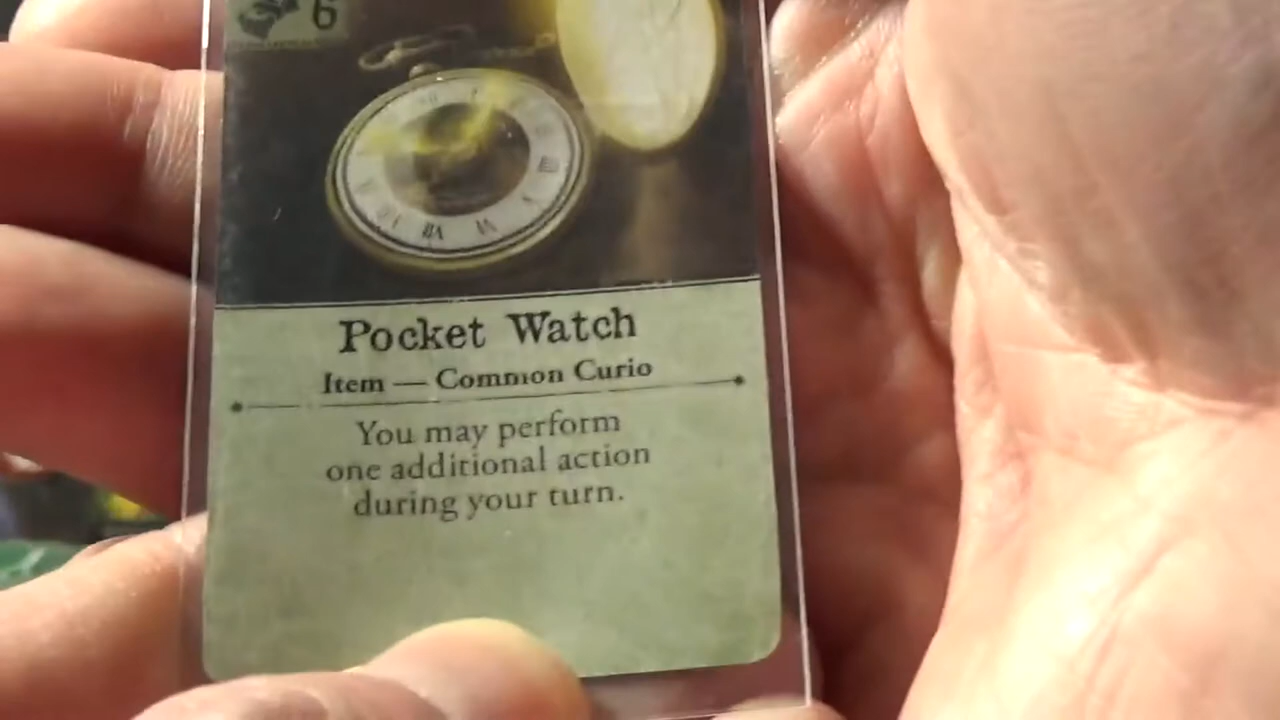 6
Pocket Watch
Item — Common Curio
You may perform
one additional action
during your turn.